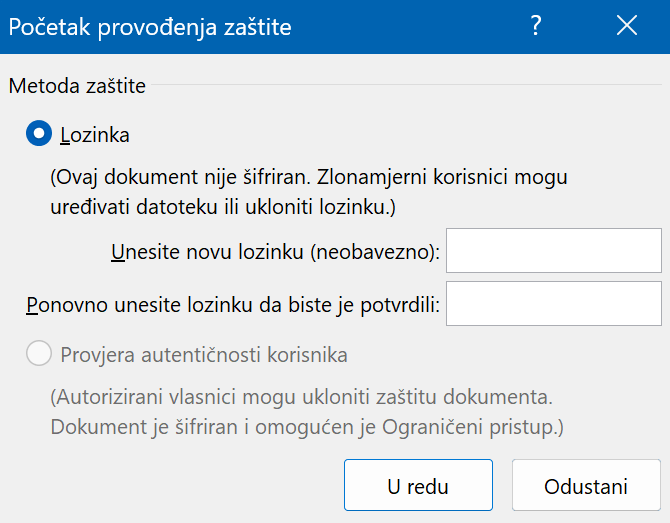 Početak provođenja zaštite ?
Metoda zaštite
Lozinka
(Ovaj dokument nije šifriran. Zlonamjerni korisnici mogu
uređivati datoteku ili ukloniti lozinku.)
Unesite novu lozinku (neobavezno):
Ponovno unesite lozinku da biste je potvrdili:
Provjera autentičnosti korisnika
(Autorizirani vlasnici mogu ukloniti zaštitu dokumenta.
Dokument je šifriran i omogućen je Ograničeni pristup.)
U redu Odustani